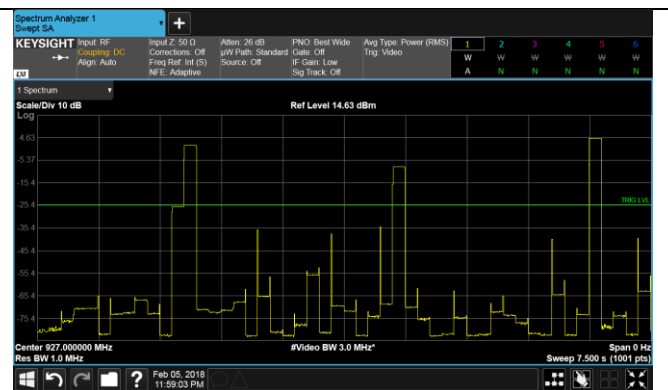 Spectrum Analyzer 1
Swept SA
KEYSIGHT
Input: RF
Coupling: DC
Align: Auto
Input Z: 50 Ω
Corrections: Off
Freq Ref: Int (S)
NFE: Adaptive
Atten: 26 dB
µW Path: Standard
Source: Off
PNO: Best Wide
Gate: Off
IF Gain: Low
Sig Track: Off
Avg Type: Power (RMS)
Trig: Video
1 2 3 4 5 6
W W W W W W
A N N N N N
LXI
1 Spectrum
Scale/Div 10 dB
Ref Level 14.63 dBm
Log
4.63
-5.37
-15.4
-25.4
TRIG LVL
-35.4
-45.4
-55.4
-65.4
-75.4
Center 927.000000 MHz
#Video BW 3.0 MHz*
Span 0 Hz
Res BW 1.0 MHz
Sweep 7.500 s (1001 pts)
?
Feb 05, 2018
11:59:03 PM